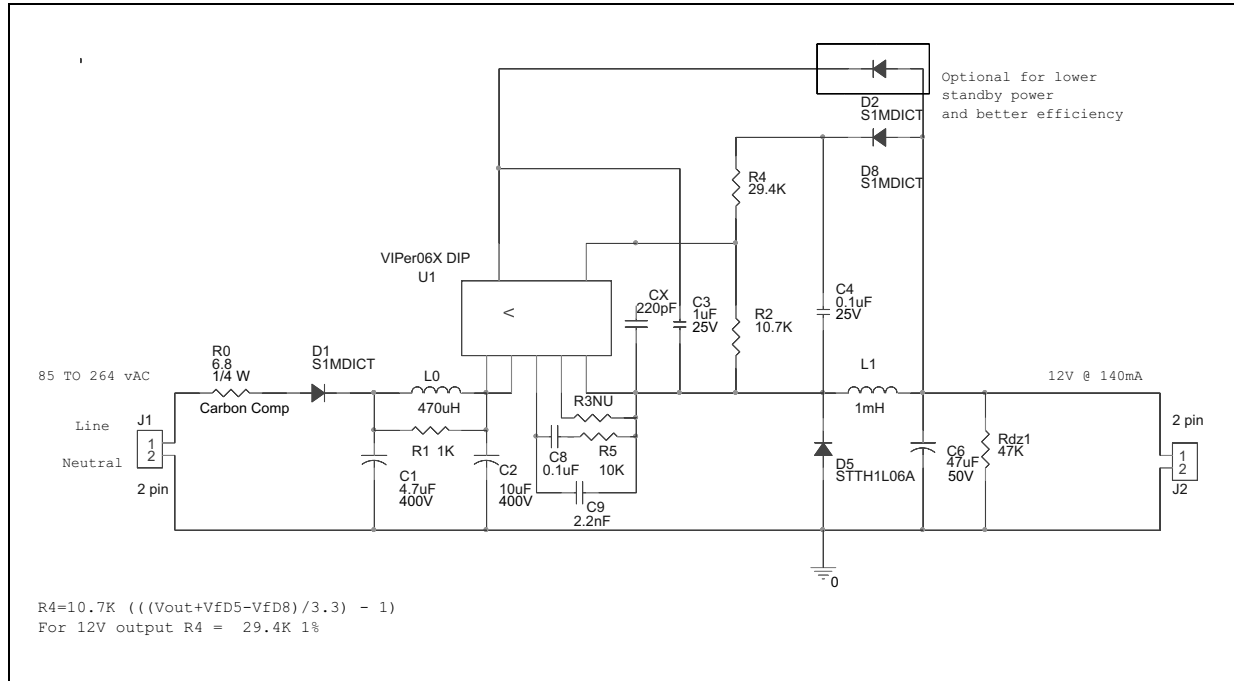 Optional for lower
standby power
and better efficiency
D2
S1MDICT
D8
S1MDICT
R4
29.4K
VIPer06X DIP
U1
<
CX
220pF
C3
1uF
25V
R2
10.7K
C4
0.1uF
25V
85 TO 264 vAC
R0
6.8
1/4 W
Carbon Comp
D1
S1MDICT
L0
470uH
L1
1mH
12V @ 140mA
J1
Line
1
2
Neutral
2 pin
R1 1K
R3NU
C8
0.1uF
R5
10K
C1
4.7uF
400V
C2
10uF
400V
C9
2.2nF
D5
STTH1L06A
C6
47uF
50V
Rdz1
47K
2 pin
1
2
J2
0
R4=10.7K (((Vout+VfD5-VfD8)/3.3) - 1)
For 12V output R4 = 29.4K 1%